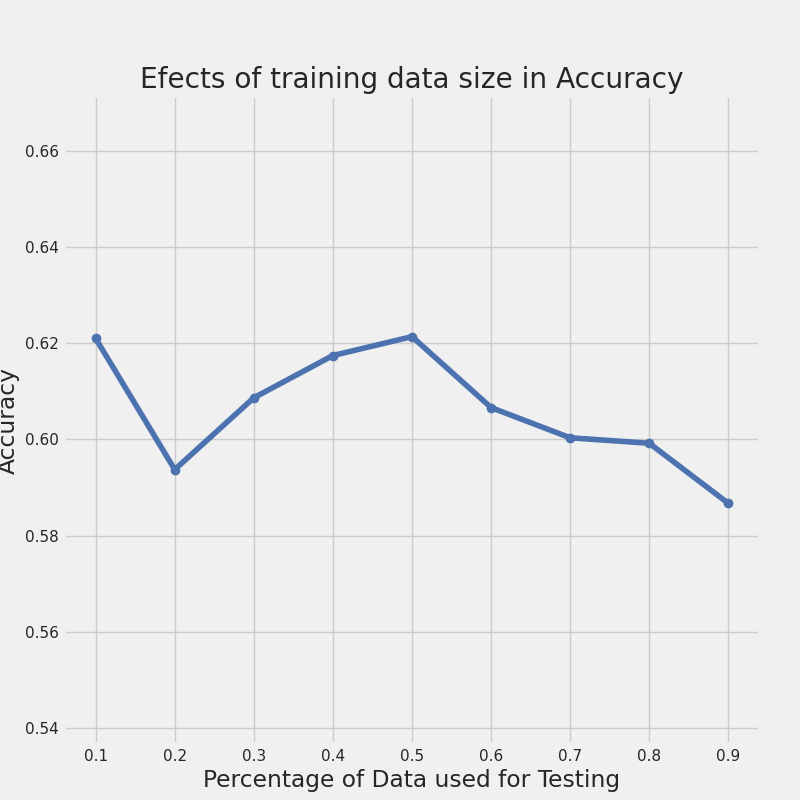 Efects of training data size in Accuracy
Accuracy
0.66
0.64
0.62
0.60
0.58
0.56
0.54
0.1 0.2 0.3 0.4 0.5 0.6 0.7 0.8 0.9
Percentage of Data used for Testing